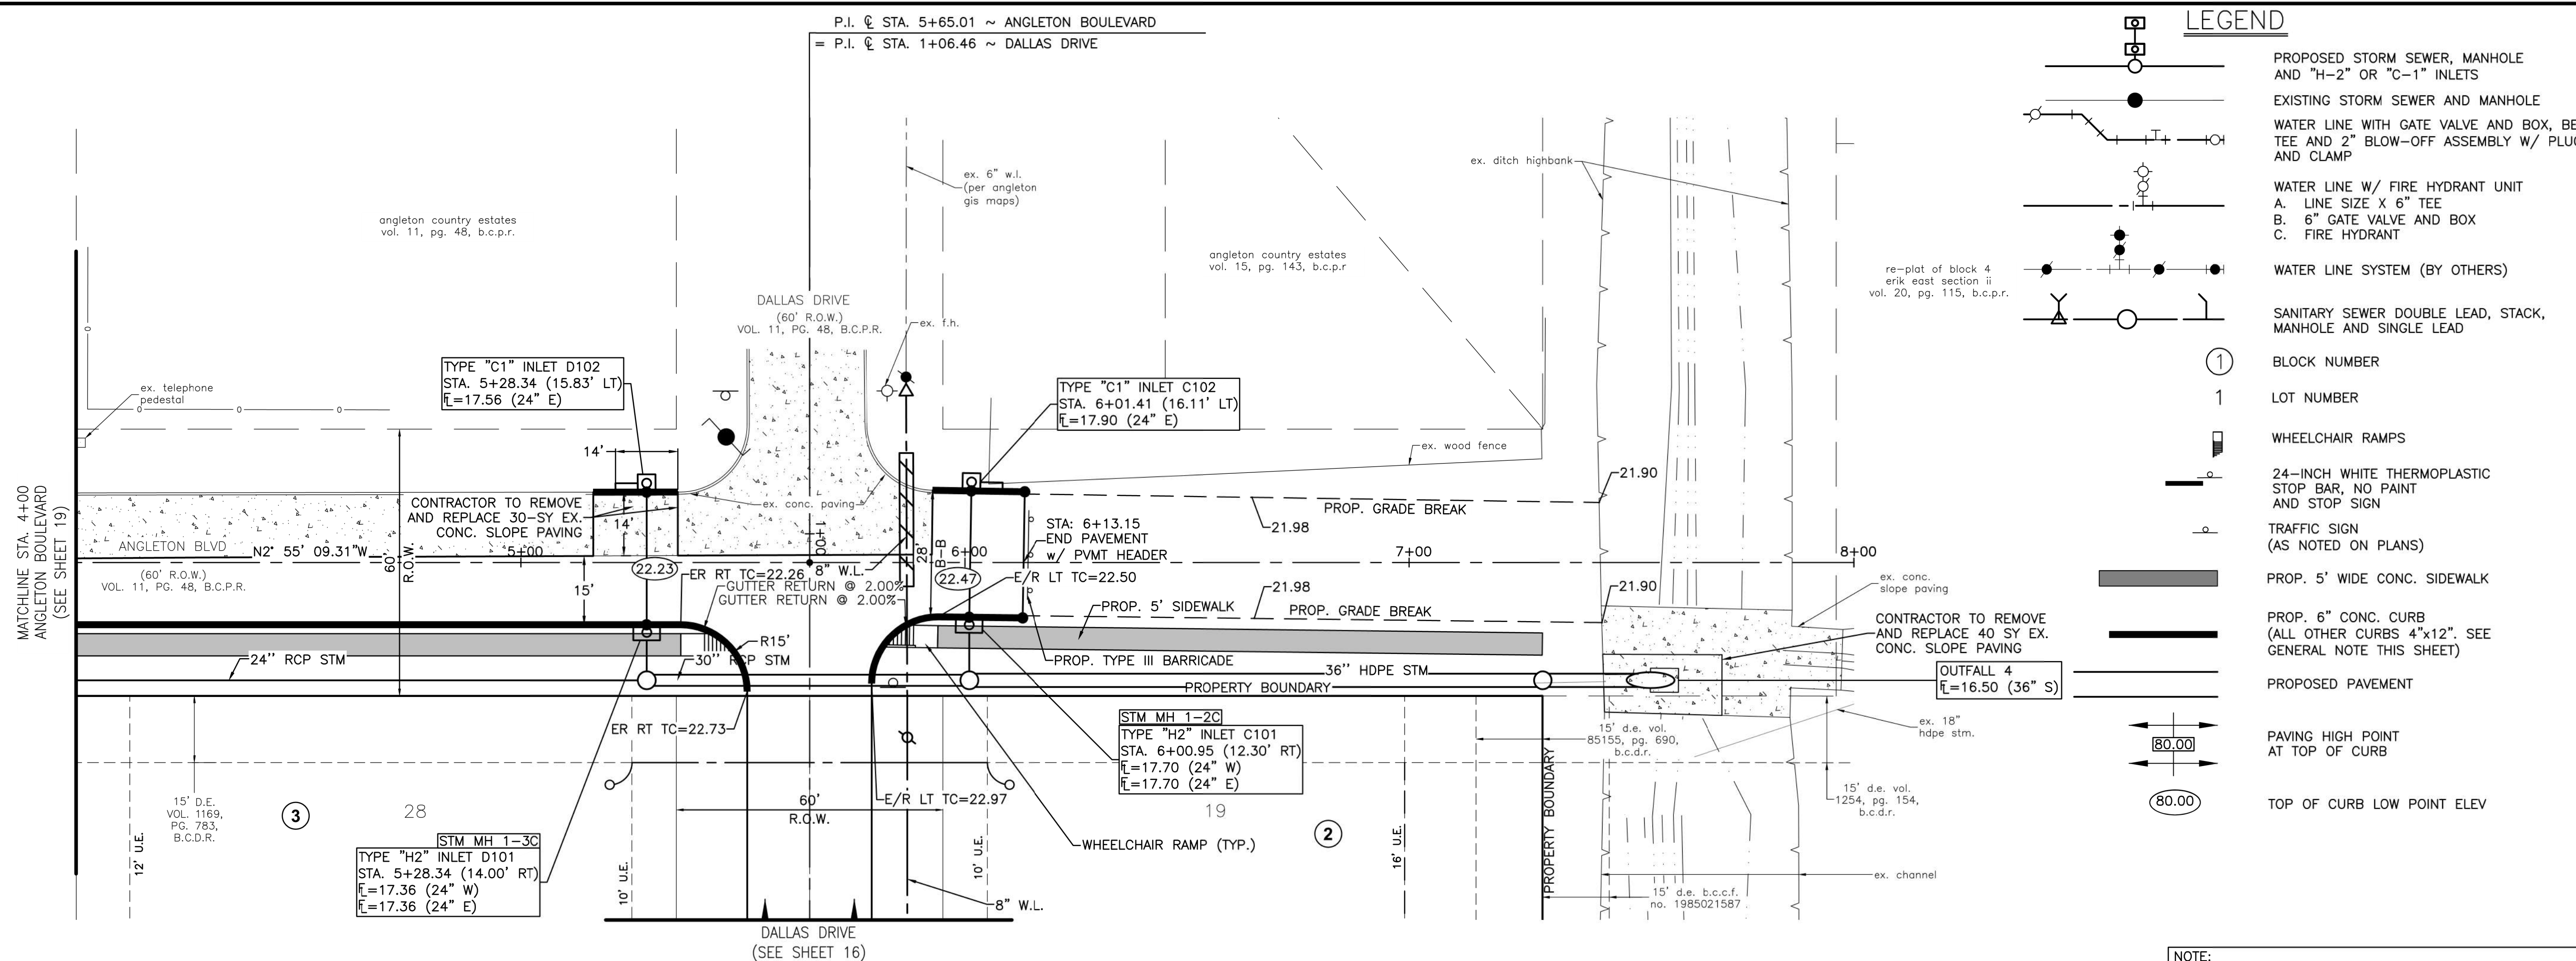 P.I. ℄ STA. 5+65.01 ~ ANGLETON BOULEVARD
= P.I. ℄ STA. 1+06.46 ~ DALLAS DRIVE
LEGEND
PROPOSED STORM SEWER, MANHOLE
AND "H-2" OR "C-1" INLETS
EXISTING STORM SEWER AND MANHOLE
WATER LINE WITH GATE VALVE AND BOX, BE
TEE AND 2" BLOW-OFF ASSEMBLY W/ PLU
AND CLAMP
WATER LINE W/ FIRE HYDRANT UNIT
A. LINE SIZE X 6" TEE
B. 6" GATE VALVE AND BOX
C. FIRE HYDRANT
WATER LINE SYSTEM (BY OTHERS)
SANITARY SEWER DOUBLE LEAD, STACK,
MANHOLE AND SINGLE LEAD
1
BLOCK NUMBER
1
LOT NUMBER
WHEELCHAIR RAMPS
24-INCH WHITE THERMOPLASTIC
STOP BAR, NO PAINT
AND STOP SIGN
TRAFFIC SIGN
(AS NOTED ON PLANS)
PROP. 5' WIDE CONC. SIDEWALK
PROP. 6" CONC. CURB
(ALL OTHER CURBS 4"x12". SEE
GENERAL NOTE THIS SHEET)
PROPOSED PAVEMENT
80.00
PAVING HIGH POINT
AT TOP OF CURB
80.00
TOP OF CURB LOW POINT ELEV
NOTE:
angleton country estates
vol. 11, pg. 48, b.c.p.r.
ex. 6" w.l.
(per angleton
gis maps)
angleton country estates
vol. 15, pg. 143, b.c.p.r
ex. ditch highbank
re-plat of block 4
erik east section ii
vol. 20, pg. 115, b.c.p.r.
DALLAS DRIVE
(60' R.O.W.)
VOL. 11, PG. 48, B.C.P.R.
ex. f.h.
TYPE "C1" INLET D102
STA. 5+28.34 (15.83' LT)
℄=17.56 (24" E)
TYPE "C1" INLET C102
STA. 6+01.41 (16.11' LT)
℄=17.90 (24" E)
ex. telephone
pedestal
0
0
0
0
14'
ex. wood fence
MATCHLINE STA. 4+00
ANGLETON BOULEVARD
(SEE SHEET 19)
CONTRACTOR TO REMOVE
AND REPLACE 30-SY EX.
CONC. SLOPE PAVING
14'
ex. conc. paving
1+00
28'
B-B
STA: 6+13.15
END PAVEMENT
w/ PVMT HEADER
21.90
PROP. GRADE BREAK
21.98
ANGLETON BLVD
N2° 55' 09.31"W
5+00
6+00
7+00
8+00
60'
R.O.W.
(60' R.O.W.)
VOL. 11, PG. 48, B.C.P.R.
22.23
ER RT TC=22.26
8" W.L.
22.47
E/R LT TC=22.50
15'
GUTTER RETURN @ 2.00%
GUTTER RETURN @ 2.00%
21.98
21.90
PROP. 5' SIDEWALK
PROP. GRADE BREAK
ex. conc.
slope paving
CONTRACTOR TO REMOVE
AND REPLACE 40 SY EX.
CONC. SLOPE PAVING
R15'
24" RCP STM
30" RCP STM
PROP. TYPE III BARRICADE
36" HDPE STM
PROPERTY BOUNDARY
OUTFALL 4
℄=16.50 (36" S)
ER RT TC=22.73
STM MH 1-2C
TYPE "H2" INLET C101
STA. 6+00.95 (12.30' RT)
℄=17.70 (24" W)
℄=17.70 (24" E)
15' d.e. vol.
85155, pg. 690,
b.c.d.r.
ex. 18"
hdpe stm.
PROPERTY BOUNDARY
15' D.E.
VOL. 1169,
PG. 783,
B.C.D.R.
3
28
60'
R.O.W.
E/R LT TC=22.97
19
2
15' d.e. vol.
1254, pg. 154,
b.c.d.r.
STM MH 1-3C
TYPE "H2" INLET D101
STA. 5+28.34 (14.00' RT)
℄=17.36 (24" W)
℄=17.36 (24" E)
WHEELCHAIR RAMP (TYP.)
12' U.E.
10' U.E.
10' U.E.
16' U.E.
ex. channel
15' d.e. b.c.c.f.
no. 1985021587
8" W.L.
DALLAS DRIVE
(SEE SHEET 16)